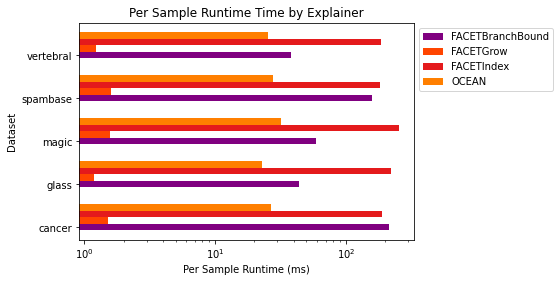 Per Sample Runtime Time by Explainer
FACETBranchBound
FACETGrow
FACETIndex
OCEAN
Dataset
vertebral
spambase
magic
glass
cancer
10⁰
10¹
10²
Per Sample Runtime (ms)